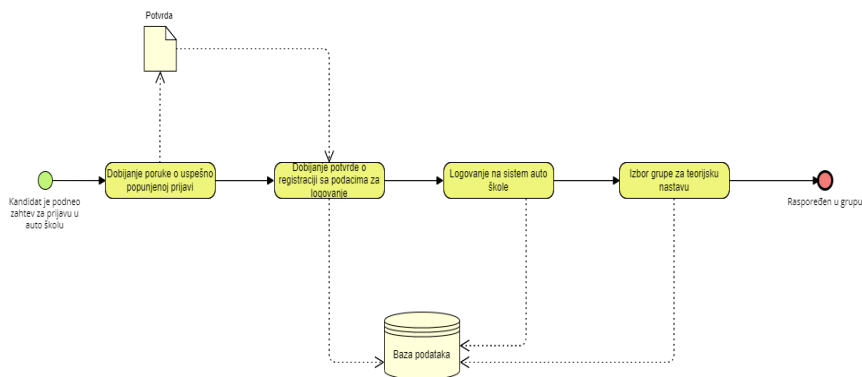 Potvrda
Dobijanje poruke o uspešno
popunjenoj prijavi
Dobijanje potvrde o
registraciji sa podacima za
logovanje
Logovanje na sistem auto
škole
Izbor grupe za teorijsku
nastavu
Kandidat je podneo
zahtev za prijavu u
auto školu
Raspoređen u grupu
Baza podataka